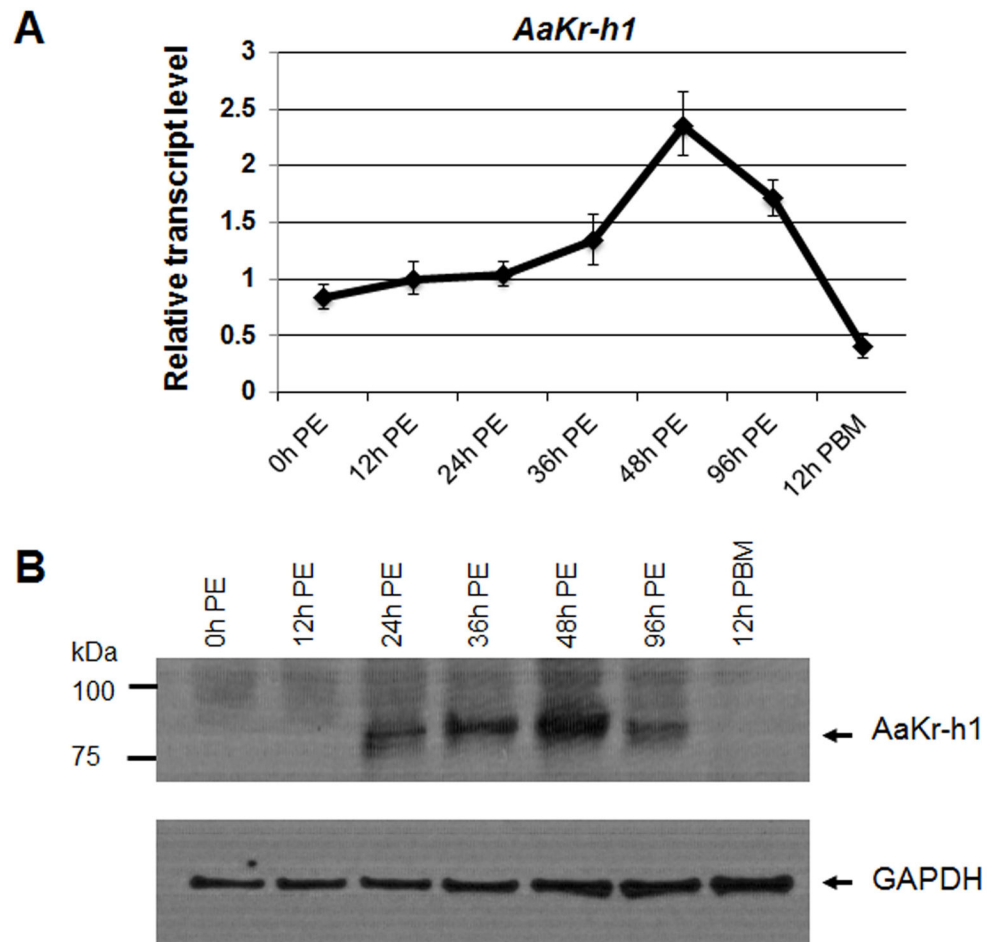 A
AaKr-h1
Relative transcript level
3
2.5
2
1.5
1
0.5
0
0h PE
12h PE
24h PE
36h PE
48h PE
96h PE
12h PBM
B
0h PE
12h PE
24h PE
36h PE
48h PE
96h PE
12h PBM
kDa
100
75
AaKr-h1
GAPDH